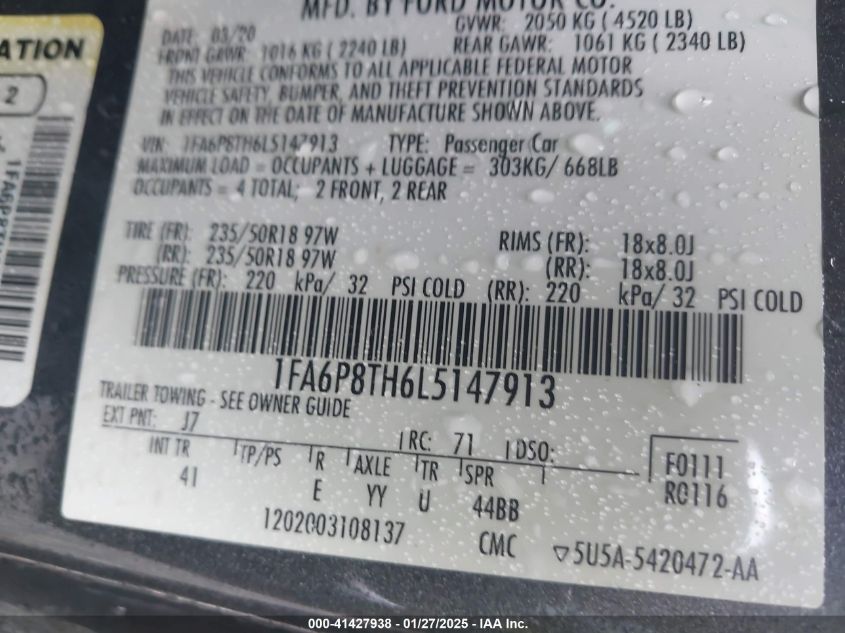 MFD. BY FORD MOTOR CO.
DATE: 03/20 GVWR: 2050 KG ( 4520 LB)
FRONT GAWR: 1016 KG ( 2240 LB) REAR GAWR: 1061 KG ( 2340 LB)
THIS VEHICLE CONFORMS TO ALL APPLICABLE FEDERAL MOTOR
VEHICLE SAFETY, BUMPER, AND THEFT PREVENTION STANDARDS
IN EFFECT ON THE DATE OF MANUFACTURE SHOWN ABOVE.
VIN: 1FA6P8TH6L5147913 TYPE: Passenger Car
MAXIMUM LOAD = OCCUPANTS + LUGGAGE = 303KG/ 668LB
OCCUPANTS = 4 TOTAL; 2 FRONT, 2 REAR
TIRE (FR): 235/50R18 97W RIMS (FR): 18x8.0J
(RR): 235/50R18 97W (RR): 18x8.0J
PRESSURE (FR): 220 kPa/ 32 PSI COLD (RR): 220 kPa/ 32 PSI COLD
1FA6P8TH6L5147913
TRAILER TOWING - SEE OWNER GUIDE
EXT PNT: J7 RC: 71 DSO:
INT TR TP/PS R AXLE TR SPR
41 E YY U 44BB
F0111
R0116
1202003108137 CMC ▽5U5A-5420472-AA
ATION
2
1FA6P8
000-41427938 - 01/27/2025 - IAA Inc.